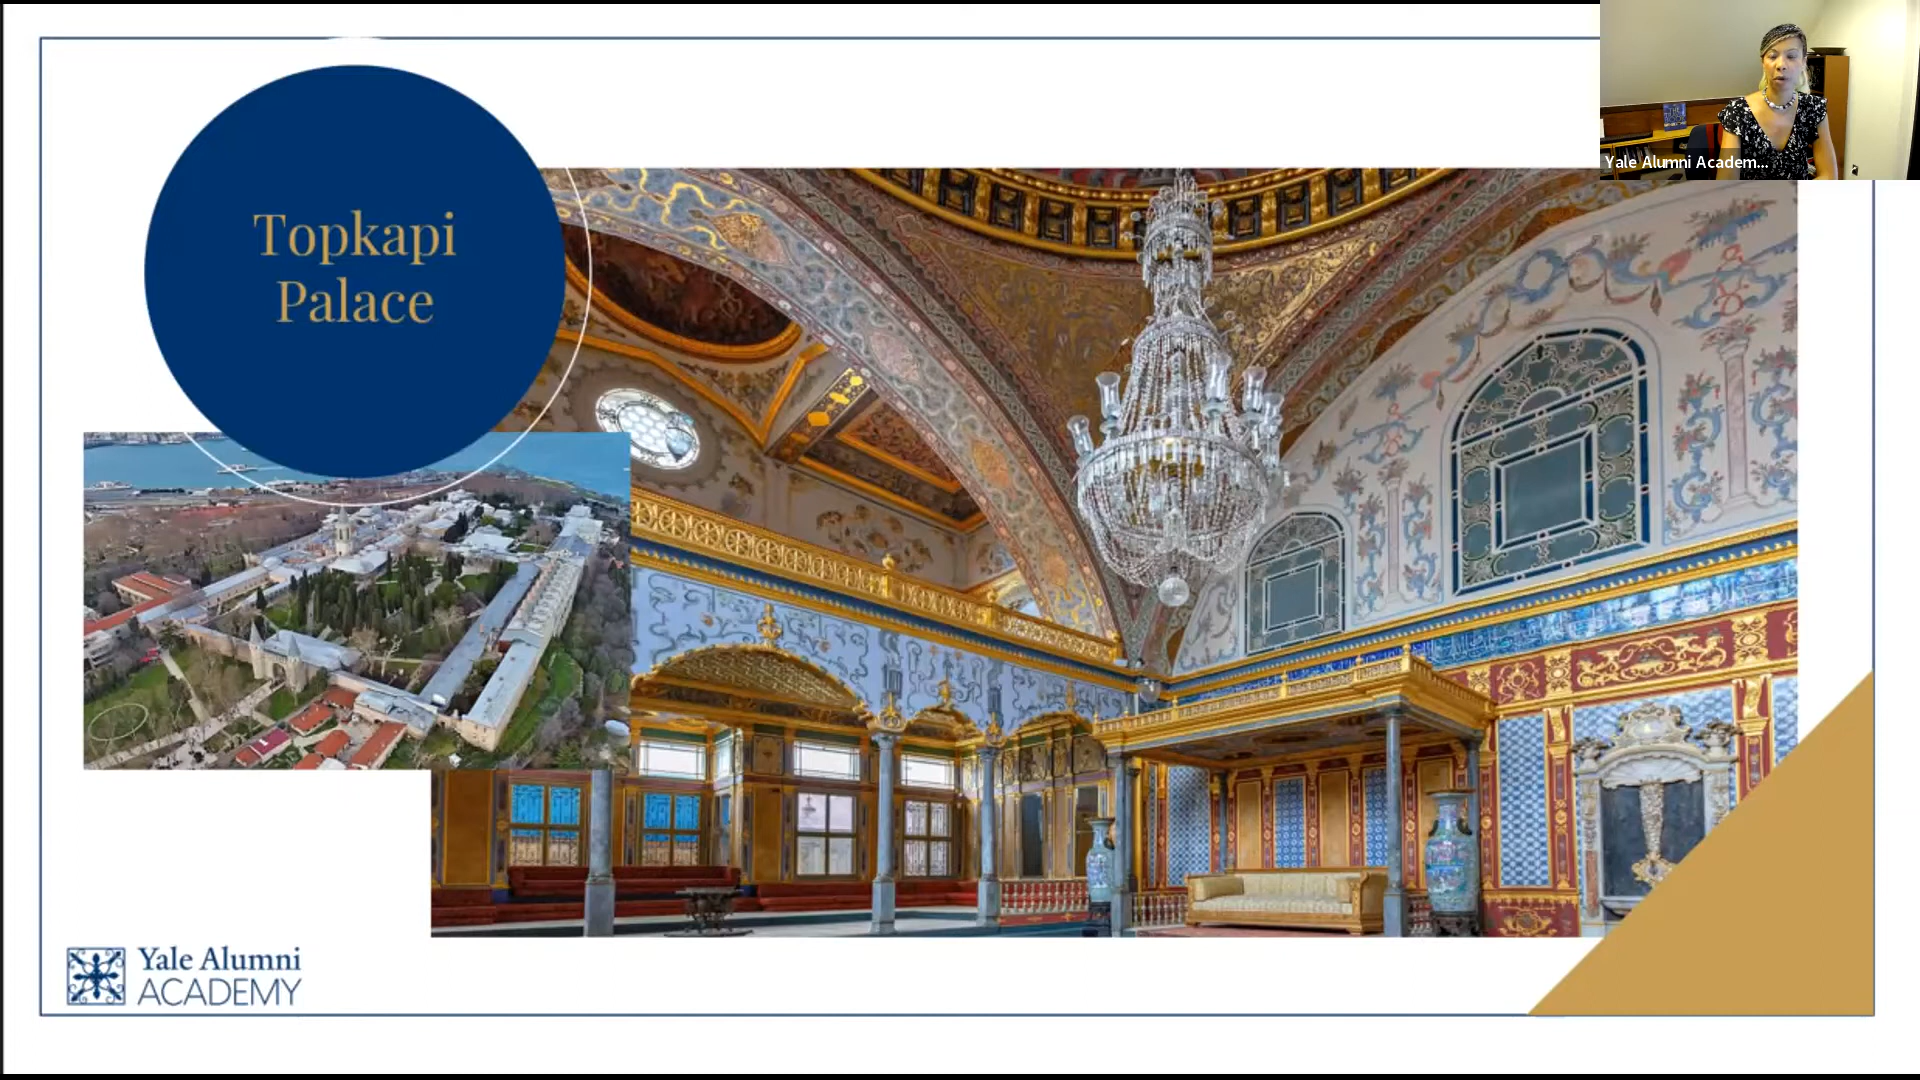 Topkapi
Palace
Yale Alumni Academ...
Yale Alumni
ACADEMY